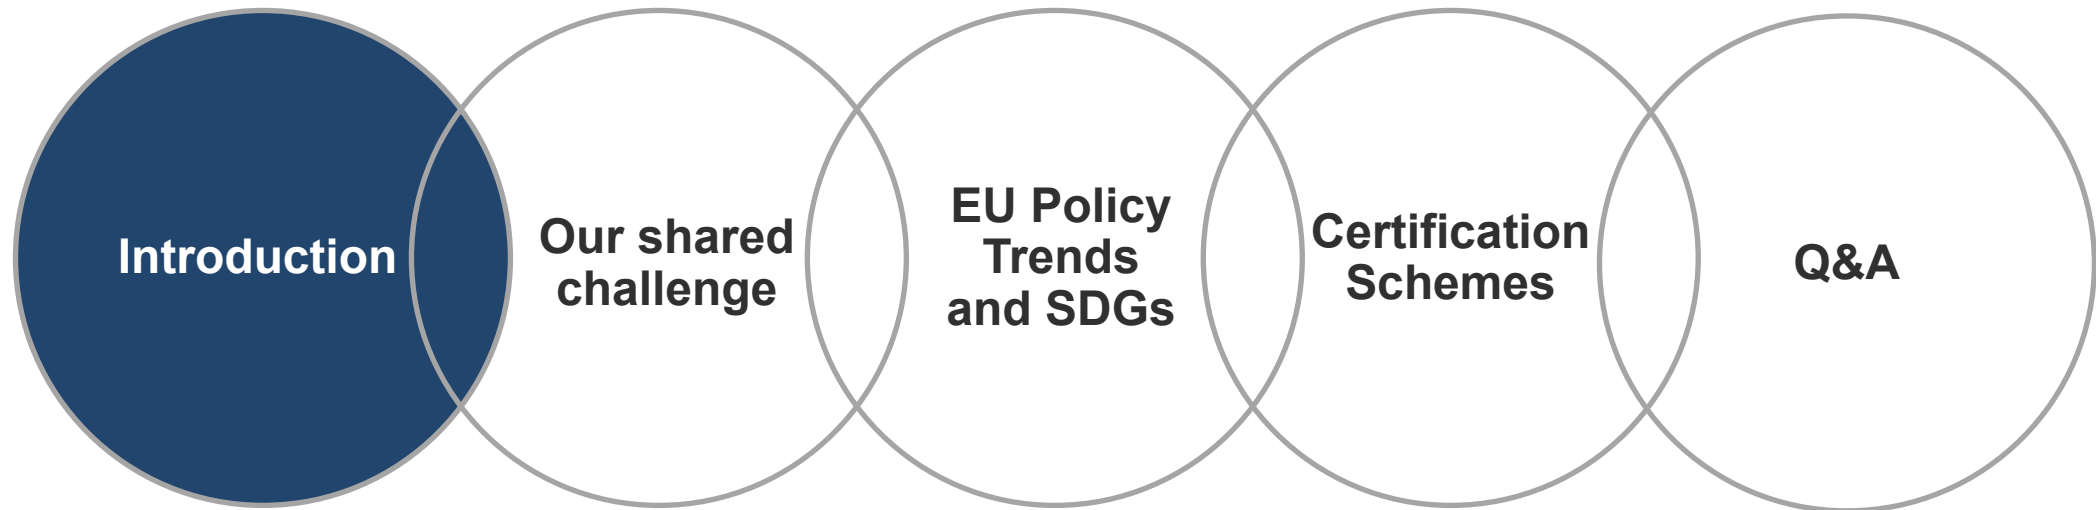 Introduction
Our shared
challenge
EU Policy
Trends
and SDGs
Certification
Schemes
Q&A